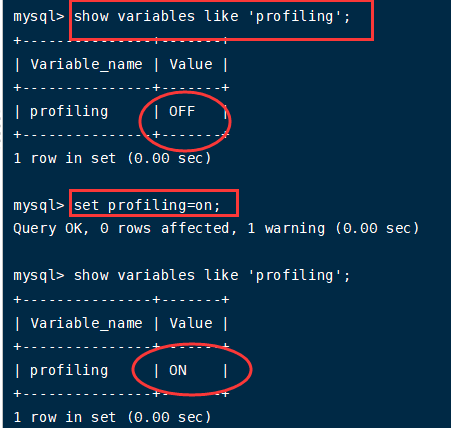 mysql> show variables like 'profiling';
+---------------+-------+
| Variable_name | Value |
+---------------+-------+
| profiling     | OFF   |
+---------------+-------+
1 row in set (0.00 sec)
mysql> set profiling=on;
Query OK, 0 rows affected, 1 warning (0.00 sec)
mysql> show variables like 'profiling';
+---------------+-------+
| Variable_name | Value |
+---------------+-------+
| profiling     | ON    |
+---------------+-------+
1 row in set (0.00 sec)